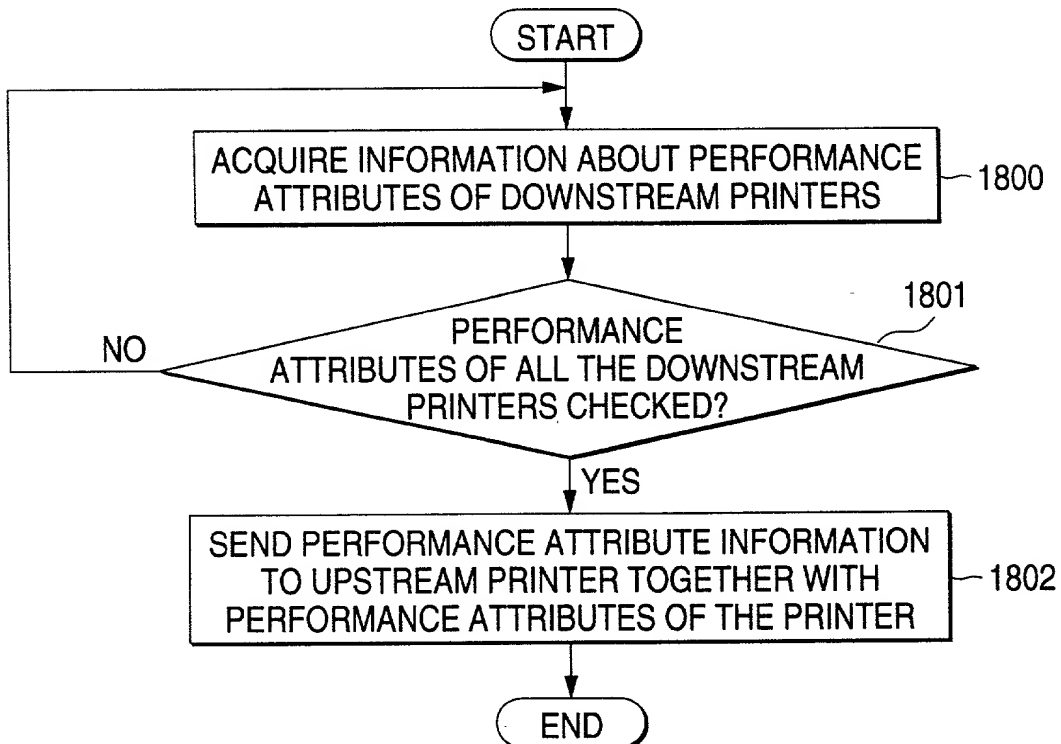 START
ACQUIRE INFORMATION ABOUT PERFORMANCE
ATTRIBUTES OF DOWNSTREAM PRINTERS
1800
1801
PERFORMANCE
ATTRIBUTES OF ALL THE DOWNSTREAM
PRINTERS CHECKED?
NO
YES
SEND PERFORMANCE ATTRIBUTE INFORMATION
TO UPSTREAM PRINTER TOGETHER WITH
PERFORMANCE ATTRIBUTES OF THE PRINTER
1802
END